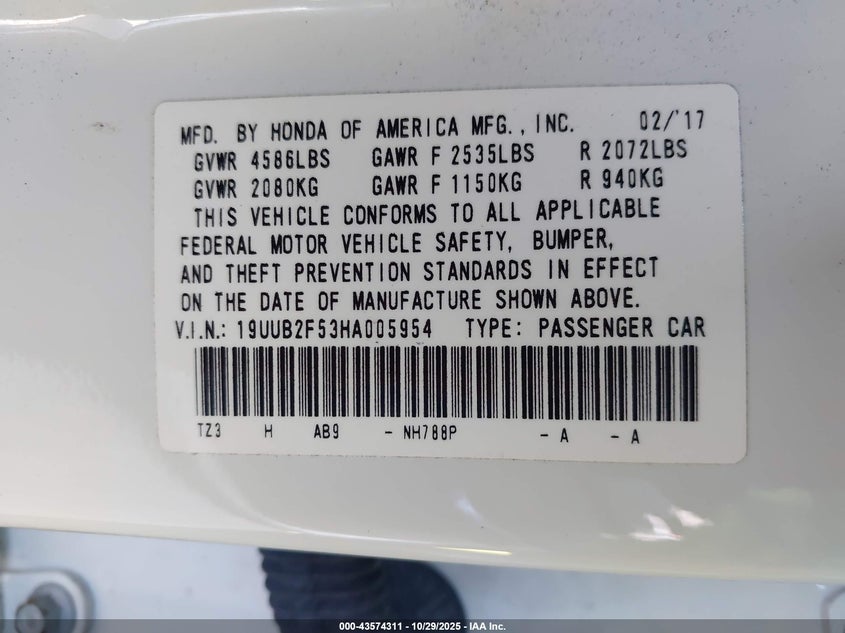 MFD. BY HONDA OF AMERICA MFG., INC. 02/'17
GVWR 4586LBS GAWR F 2535LBS R 2072LBS
GVWR 2080KG GAWR F 1150KG R 940KG
THIS VEHICLE CONFORMS TO ALL APPLICABLE
FEDERAL MOTOR VEHICLE SAFETY, BUMPER,
AND THEFT PREVENTION STANDARDS IN EFFECT
ON THE DATE OF MANUFACTURE SHOWN ABOVE.
V.I.N.: 19UUB2F53HA005954 TYPE: PASSENGER CAR
TZ3 H AB9 - NH788P - A - A
000-43574311 - 10/29/2025 - IAA Inc.